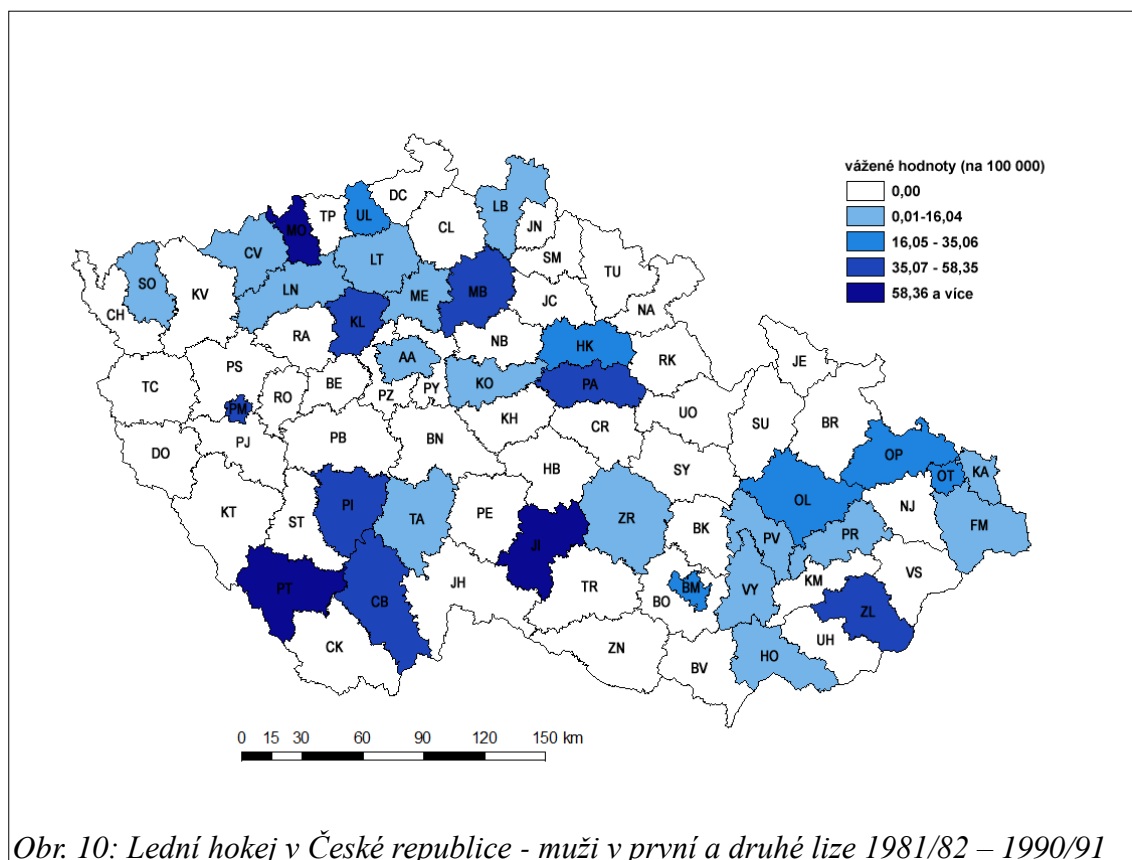 vážené hodnoty (na 100 000)
0,00
0,01-16,04
16,05 - 35,06
35,07 - 58,35
58,36 a více
DC
LB
TP
UL
MO
CL
JN
CV
SM
LT
TU
SO
KV
LN
ME
MB
JC
CH
NA
KL
RA
NB
HK
RK
AA
JE
PS
TC
BE
PZ
PY
KO
PA
RO
PM
UO
SU
BR
KH
CR
PB
BN
PJ
DO
HB
SY
OP
KA
OT
OL
NJ
KT
ST
PI
TA
PE
ZR
BK
FM
PV
PR
JI
VS
KM
JH
TR
BO
BM
VY
PT
CB
ZL
UH
CK
ZN
BV
HO
0 15 30 60 90 120 150 km
Obr. 10: Lední hokej v České republice - muži v první a druhé lize 1981/82 – 1990/91